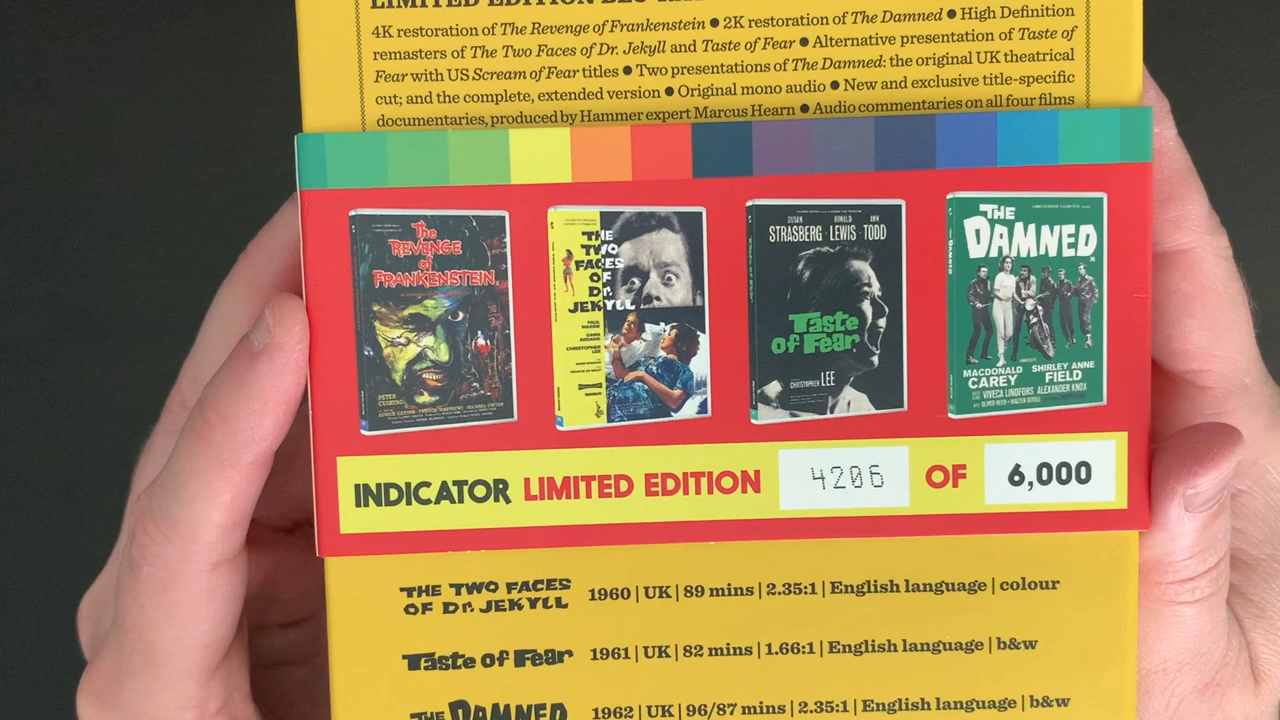 4K restoration of The Revenge of Frankenstein ● 2K restoration of The Damned ● High Definition
remasters of The Two Faces of Dr. Jekyll and Taste of Fear ● Alternative presentation of Taste of
Fear with US Scream of Fear titles ● Two presentations of The Damned: the original UK theatrical
cut; and the complete, extended version ● Original mono audio ● New and exclusive title-specific
documentaries, produced by Hammer expert Marcus Hearn ● Audio commentaries on all four films
The
REVENGE
of
FRANKENSTEIN
PETER
CUSHING
THE
TWO
FACES
OF
Dr.
JEKYLL
PAUL
MASSIE
DAWN
ADDAMS
CHRISTOPHER
LEE
SUSAN STRASBERG · RONALD LEWIS · ANN TODD
Taste
of Fear
CHRISTOPHER LEE
THE
DAMNED
MACDONALD CAREY
SHIRLEY ANNE FIELD
VIVECA LINDFORS ALEXANDER KNOX
INDICATOR LIMITED EDITION 4206 OF 6,000
THE TWO FACES
OF Dr. JEKYLL 1960 | UK | 89 mins | 2.35:1 | English language | colour
Taste of Fear 1961 | UK | 82 mins | 1.66:1 | English language | b&w
THE DAMNED 1962 | UK | 96/87 mins | 2.35:1 | English language | b&w